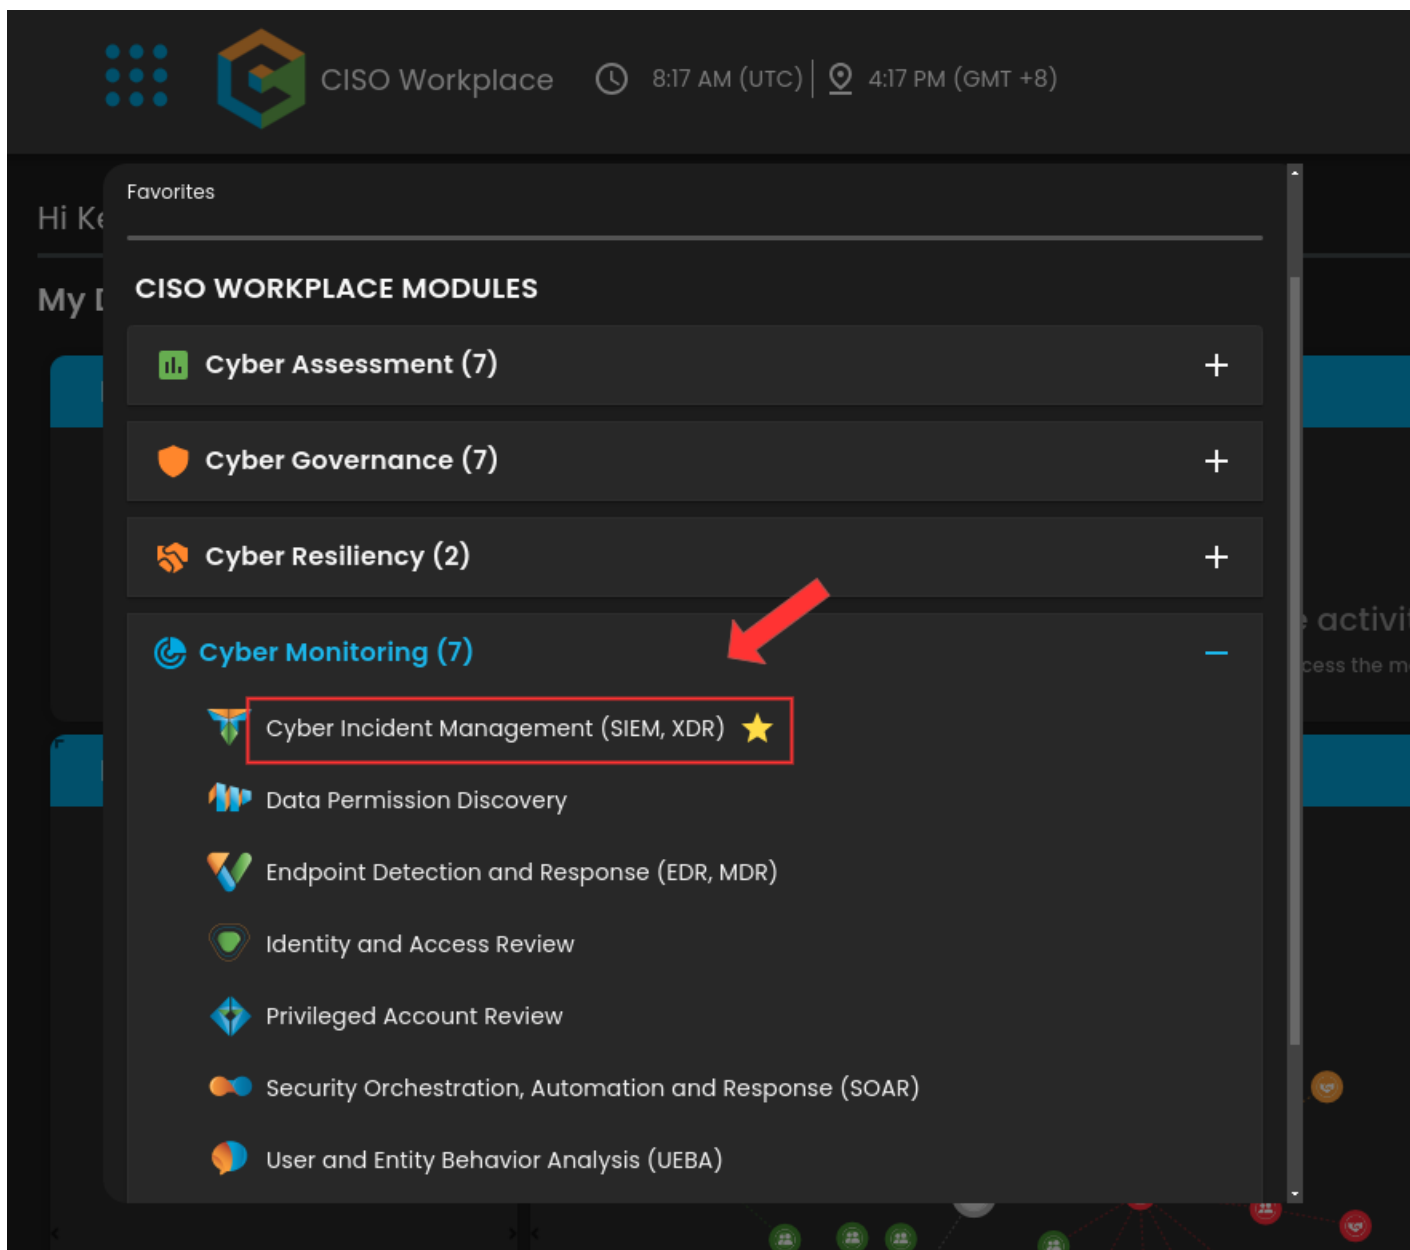 CISO Workplace 8:17 AM (UTC) 4:17 PM (GMT +8)
Hi
Favorites
My
CISO WORKPLACE MODULES
Cyber Assessment (7)
Cyber Governance (7)
Cyber Resiliency (2)
Cyber Monitoring (7)
Cyber Incident Management (SIEM, XDR)
Data Permission Discovery
Endpoint Detection and Response (EDR, MDR)
Identity and Access Review
Privileged Account Review
Security Orchestration, Automation and Response (SOAR)
User and Entity Behavior Analysis (UEBA)